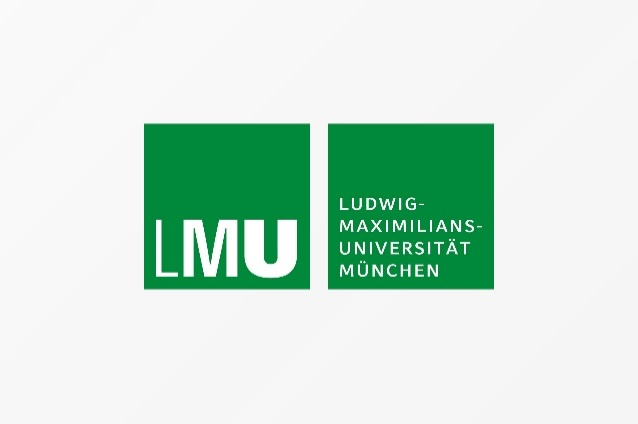 LMU
LUDWIG-
MAXIMILIANS-
UNIVERSITÄT
MÜNCHEN